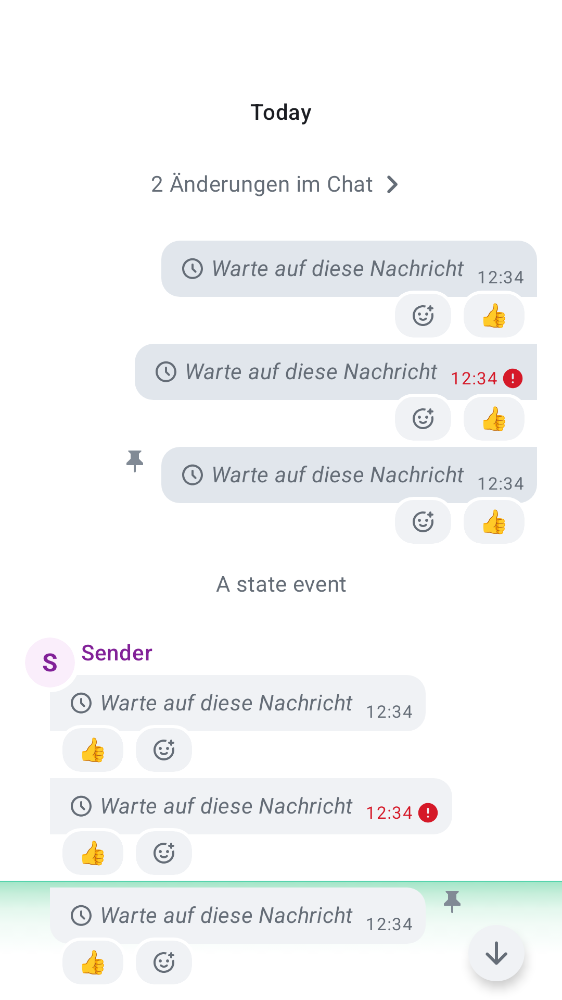 Today
2 Änderungen im Chat
Warte auf diese Nachricht 12:34
👍
Warte auf diese Nachricht 12:34
👍
Warte auf diese Nachricht 12:34
👍
A state event
S Sender
Warte auf diese Nachricht 12:34
👍
Warte auf diese Nachricht 12:34
👍
Warte auf diese Nachricht 12:34
👍